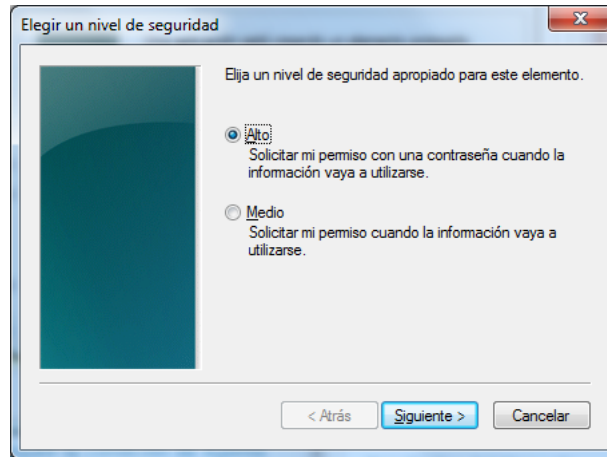 Elegir un nivel de seguridad
Elija un nivel de seguridad apropiado para este elemento.
Alto
Solicitar mi permiso con una contraseña cuando la
información vaya a utilizarse.
Medio
Solicitar mi permiso cuando la información vaya a
utilizarse.
< Atrás
Siguiente >
Cancelar